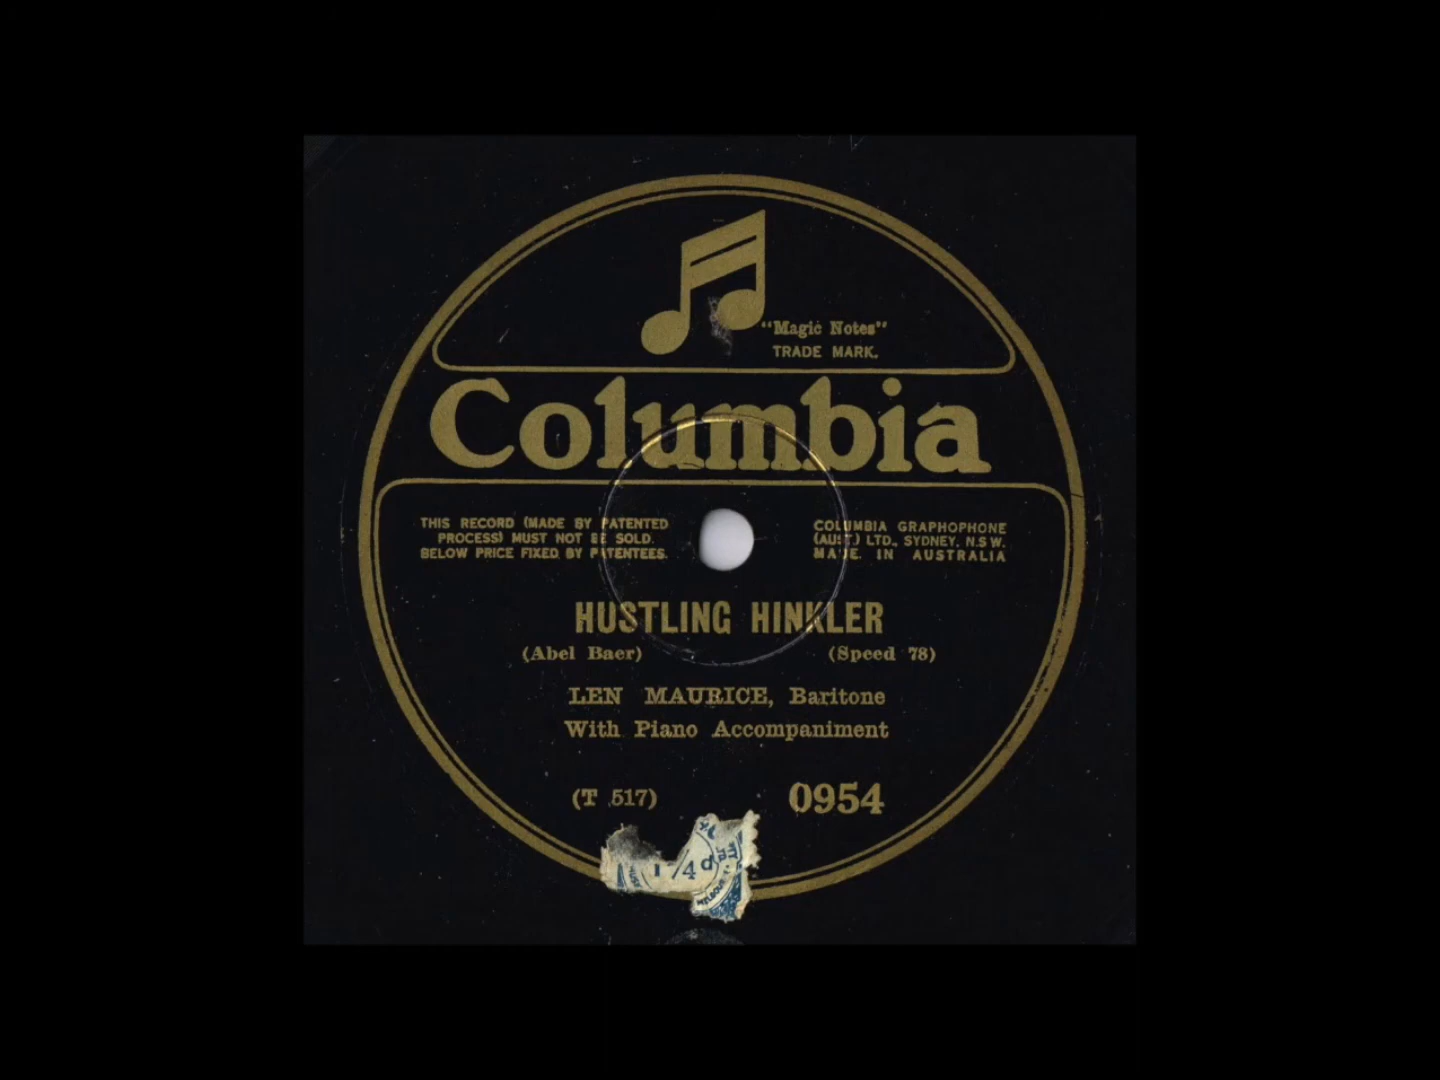 "Magic Notes"
TRADE MARK.
Columbia
THIS RECORD (MADE BY PATENTED
PROCESS) MUST NOT BE SOLD
BELOW PRICE FIXED BY PATENTEES.
COLUMBIA GRAPHOPHONE
(AUST.) LTD., SYDNEY, N.S.W.
MADE IN AUSTRALIA
HUSTLING HINKLER
(Abel Baer) (Speed 78)
LEN MAURICE, Baritone
With Piano Accompaniment
(T 517) 0954
1/4d